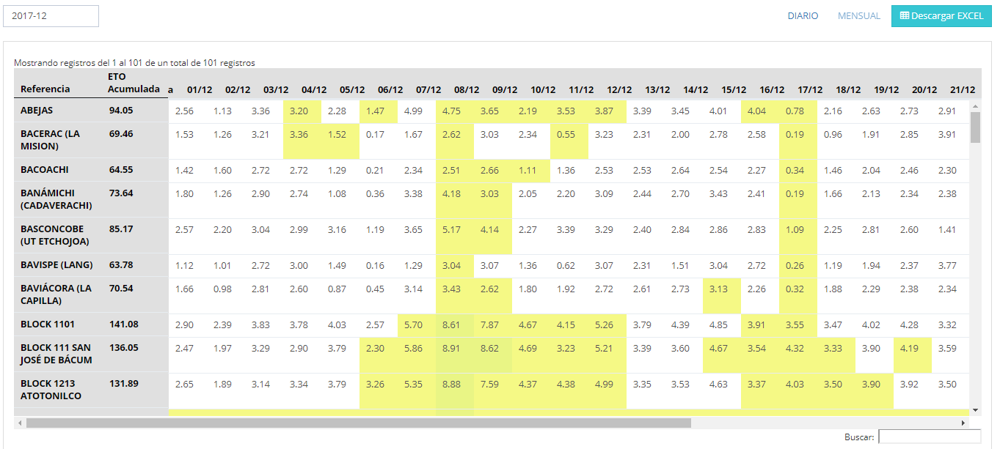 2017-12 DIARIO MENSUAL Descargar EXCEL
Mostrando registros del 1 al 101 de un total de 101 registros
ETO
Referencia Acumulada a 01/12 02/12 03/12 04/12 05/12 06/12 07/12 08/12 09/12 10/12 11/12 12/12 13/12 14/12 15/12 16/12 17/12 18/12 19/12 20/12 21/12
ABEJAS 94.05 2.56 1.13 3.36 3.20 2.28 1.47 4.99 4.75 3.65 2.19 3.53 3.87 3.39 3.45 4.01 4.04 0.78 2.16 2.63 2.73 2.91
BACERAC (LA 69.46 1.53 1.26 3.21 3.36 1.52 0.17 1.67 2.62 3.03 2.34 0.55 3.23 2.31 2.00 2.78 2.58 0.19 0.96 1.91 2.85 3.91
MISION)
BACOACHI 64.55 1.42 1.60 2.72 2.72 1.29 0.21 2.34 2.51 2.66 1.11 1.36 2.53 2.53 2.64 2.54 2.27 0.34 1.46 2.04 2.46 2.30
BANÁMICHI 73.64 1.80 1.26 2.90 2.74 1.08 0.36 3.38 4.18 3.03 2.05 2.20 3.09 2.44 2.70 3.43 2.41 0.19 1.66 2.13 2.34 2.38
(CADAVERACHI)
BASCONCOBE 85.17 2.57 2.20 3.04 2.99 3.16 1.19 3.65 5.17 4.14 2.27 3.39 3.29 2.40 2.84 2.86 2.83 1.09 2.25 2.81 2.60 1.41
(UT ETCHOJOA)
BAVISPE (LANG) 63.78 1.12 1.01 2.72 3.00 1.49 0.16 1.29 3.04 3.07 1.36 0.62 3.07 2.31 1.51 3.04 2.72 0.26 1.19 1.94 2.37 3.77
BAVIÁCORA (LA 70.54 1.66 0.98 2.81 2.60 0.87 0.45 3.14 3.43 2.62 1.80 1.92 2.72 2.61 2.73 3.13 2.26 0.32 1.88 2.29 2.38 2.34
CAPILLA)
BLOCK 1101 141.08 2.90 2.39 3.83 3.78 4.03 2.57 5.70 8.61 7.87 4.67 4.15 5.26 3.79 4.39 4.85 3.91 3.55 3.47 4.02 4.28 3.32
BLOCK 111 SAN 136.05 2.47 1.97 3.29 2.90 3.79 2.30 5.86 8.91 8.62 4.69 3.23 5.21 3.39 3.60 4.67 3.54 4.32 3.33 3.90 4.19 3.59
JOSÉ DE BÁCUM
BLOCK 1213 131.89 2.65 1.89 3.14 3.34 3.79 3.26 5.35 8.88 7.59 4.37 4.38 4.99 3.35 3.53 4.63 3.37 4.03 3.50 3.90 3.92 3.50
ATOTONILCO
Buscar: